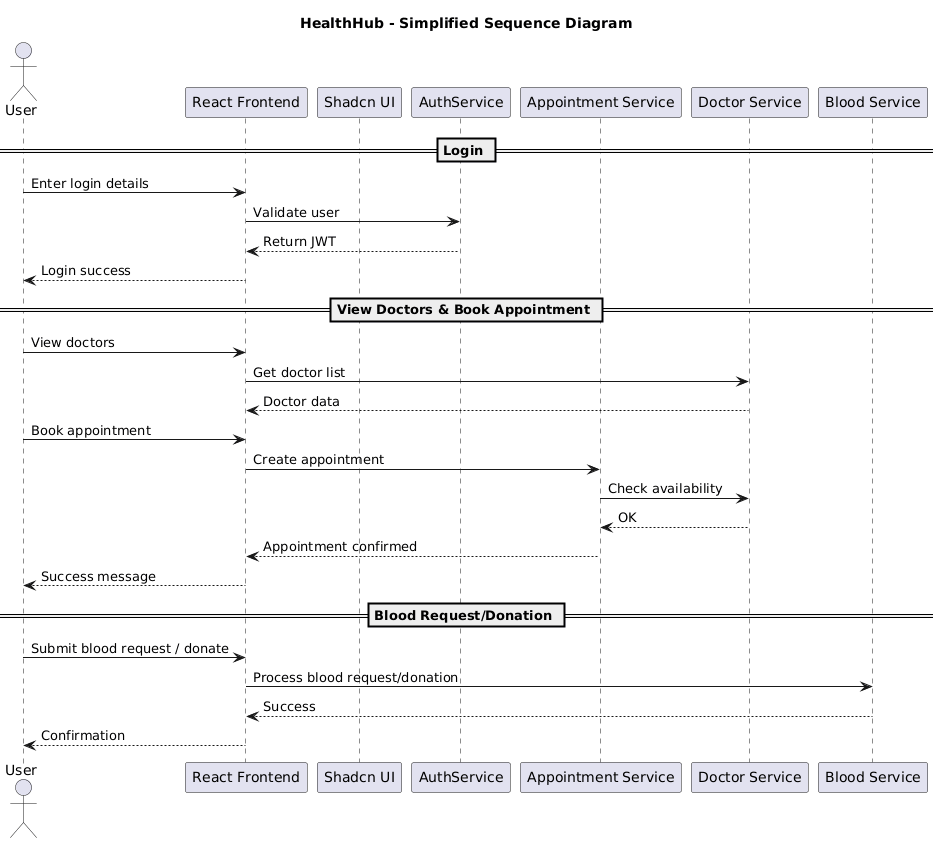 HealthHub - Simplified Sequence Diagram
User
React Frontend
Shadcn UI
AuthService
Appointment Service
Doctor Service
Blood Service
Login
Enter login details
Validate user
Return JWT
Login success
View Doctors & Book Appointment
View doctors
Get doctor list
Doctor data
Book appointment
Create appointment
Check availability
OK
Appointment confirmed
Success message
Blood Request/Donation
Submit blood request / donate
Process blood request/donation
Success
Confirmation
User
React Frontend
Shadcn UI
AuthService
Appointment Service
Doctor Service
Blood Service